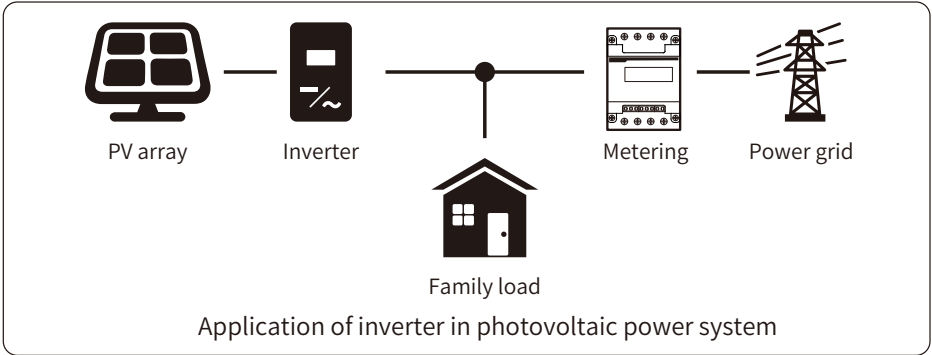 PV array
Inverter
Metering
Power grid
Family load
Application of inverter in photovoltaic power system